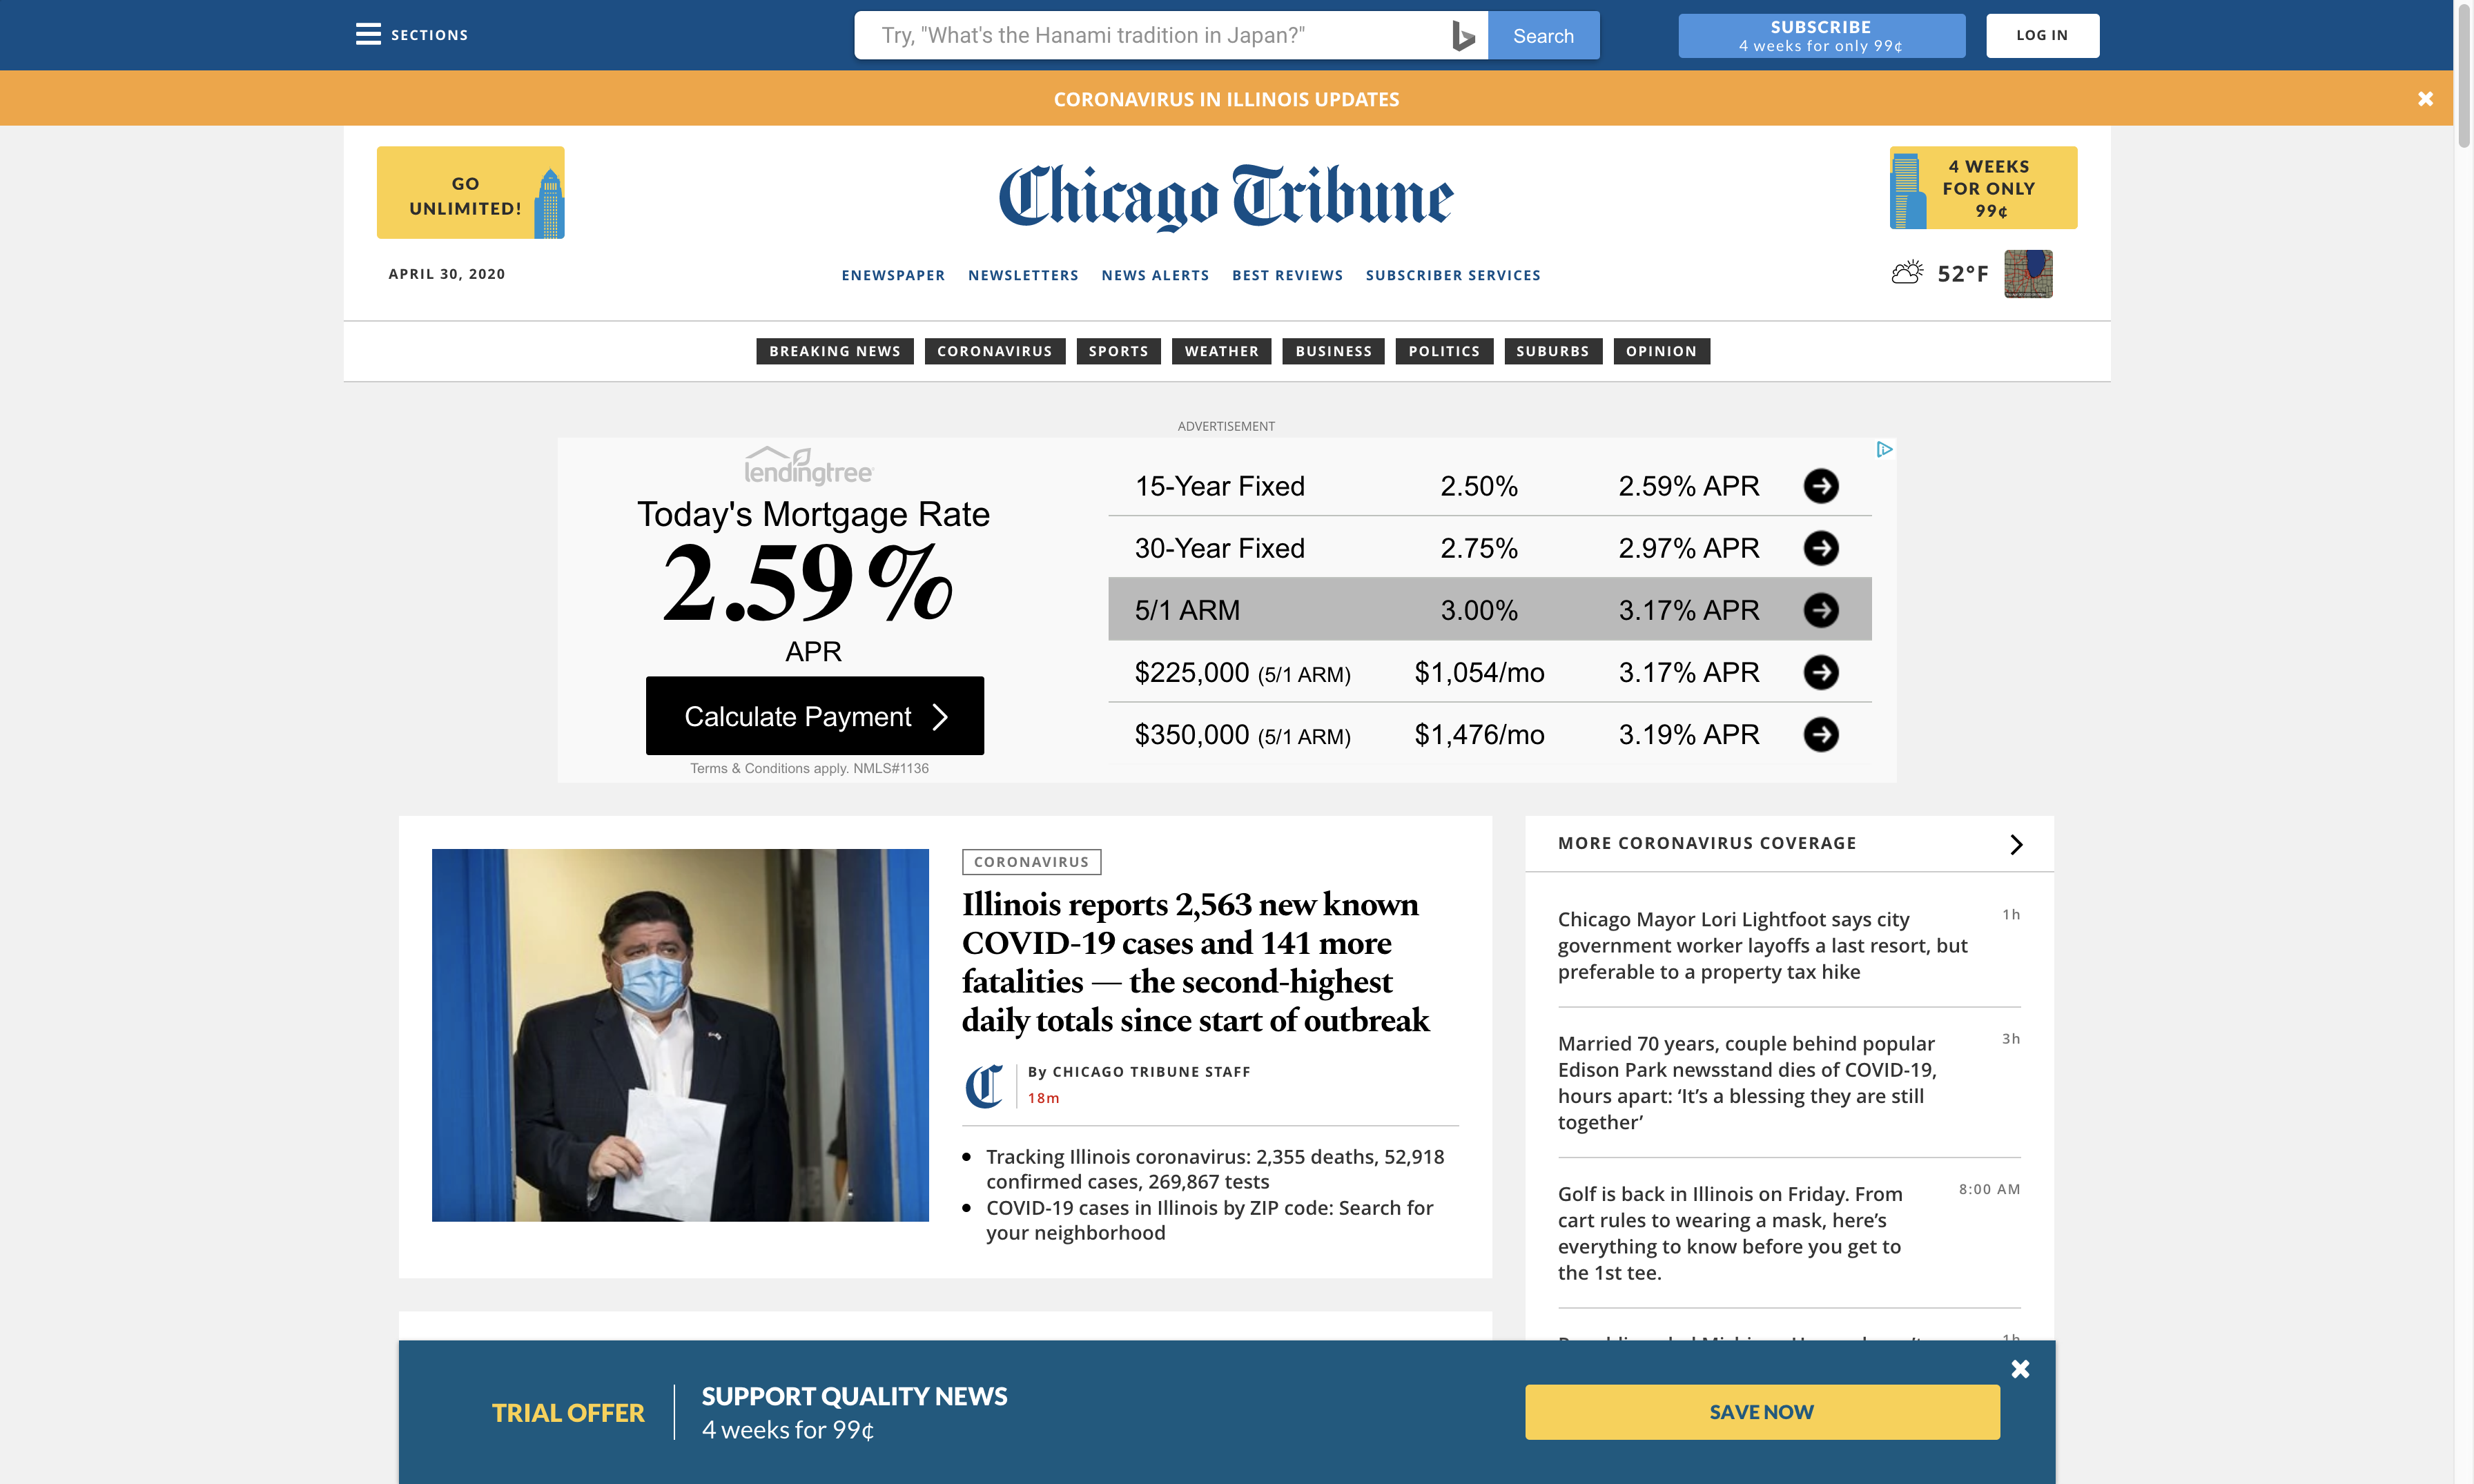 SECTIONS
Try, "What's the Hanami tradition in Japan?"
Search
SUBSCRIBE
4 weeks for only 99¢
LOG IN
CORONAVIRUS IN ILLINOIS UPDATES
GO
UNLIMITED!
Chicago Tribune
4 WEEKS
FOR ONLY
99¢
APRIL 30, 2020
ENEWSPAPER NEWSLETTERS NEWS ALERTS BEST REVIEWS SUBSCRIBER SERVICES
52°F
BREAKING NEWS CORONAVIRUS SPORTS WEATHER BUSINESS POLITICS SUBURBS OPINION
ADVERTISEMENT
lendingtree
Today's Mortgage Rate
2.59%
APR
Calculate Payment
Terms & Conditions apply. NMLS#1136
15-Year Fixed 2.50% 2.59% APR
30-Year Fixed 2.75% 2.97% APR
5/1 ARM 3.00% 3.17% APR
$225,000 (5/1 ARM) $1,054/mo 3.17% APR
$350,000 (5/1 ARM) $1,476/mo 3.19% APR
CORONAVIRUS
Illinois reports 2,563 new known
COVID-19 cases and 141 more
fatalities — the second-highest
daily totals since start of outbreak
C
By CHICAGO TRIBUNE STAFF
18m
Tracking Illinois coronavirus: 2,355 deaths, 52,918
confirmed cases, 269,867 tests
COVID-19 cases in Illinois by ZIP code: Search for
your neighborhood
MORE CORONAVIRUS COVERAGE
Chicago Mayor Lori Lightfoot says city 1h
government worker layoffs a last resort, but
preferable to a property tax hike
Married 70 years, couple behind popular 3h
Edison Park newsstand dies of COVID-19,
hours apart: ‘It’s a blessing they are still
together’
Golf is back in Illinois on Friday. From 8:00 AM
cart rules to wearing a mask, here’s
everything to know before you get to
the 1st tee.
1h
TRIAL OFFER
SUPPORT QUALITY NEWS
4 weeks for 99¢
SAVE NOW